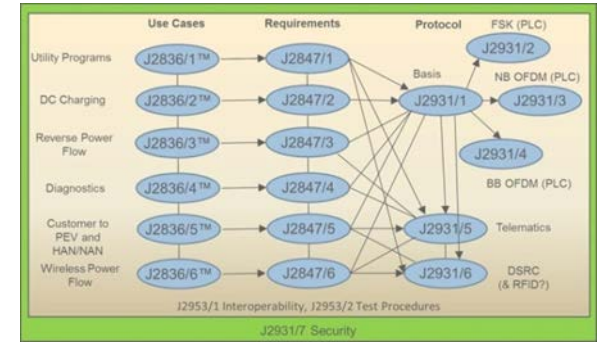 Use Cases Requirements Protocol FSK (PLC)
J2931/2
Utility Programs J2836/1™ J2847/1
Basis NB OFDM (PLC)
DC Charging J2836/2™ J2847/2 J2931/1 J2931/3
Reverse Power
Flow
J2836/3™ J2847/3
J2931/4
BB OFDM (PLC)
Diagnostics J2836/4™ J2847/4
Customer to
PEV and
HAN/NAN
J2836/5™ J2847/5 J2931/5 Telematics
Wireless Power
Flow
J2836/6™ J2847/6 J2931/6 DSRC
(& RFID?)
J2953/1 Interoperability, J2953/2 Test Procedures
J2931/7 Security